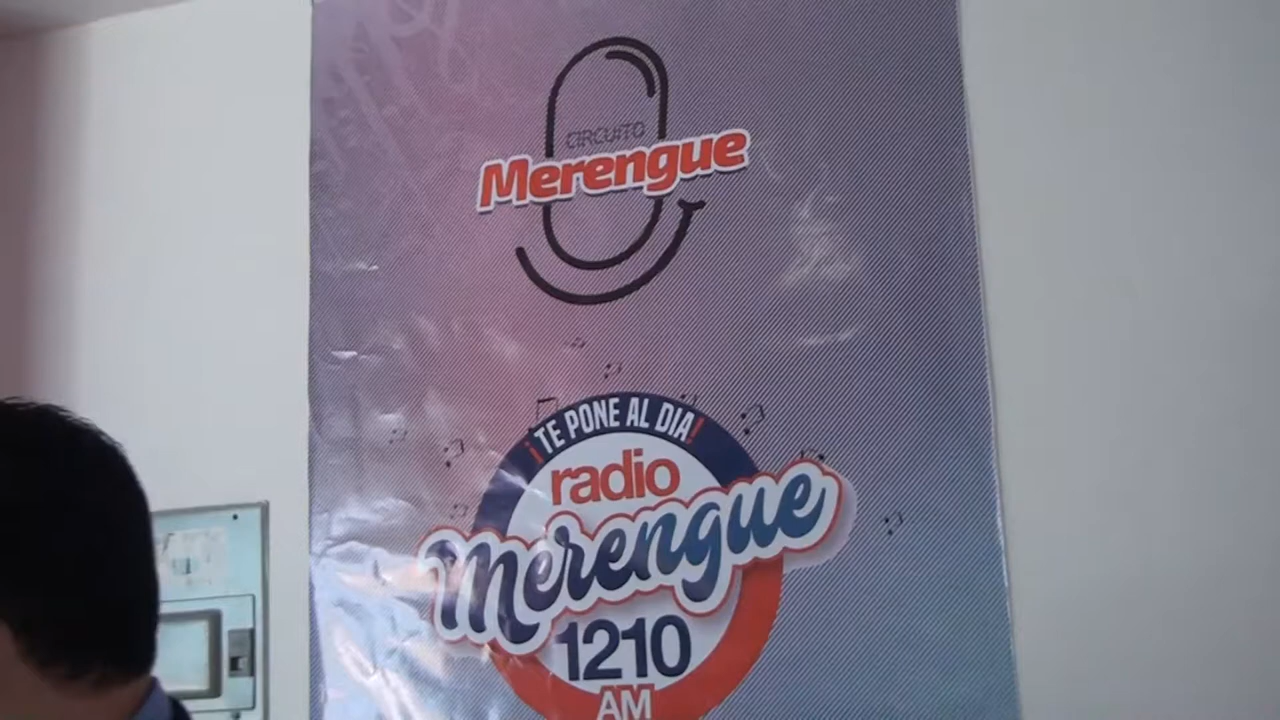 CIRCUITO
Merengue
¡TE PONE AL DIA!
radio
Merengue
1210
AM